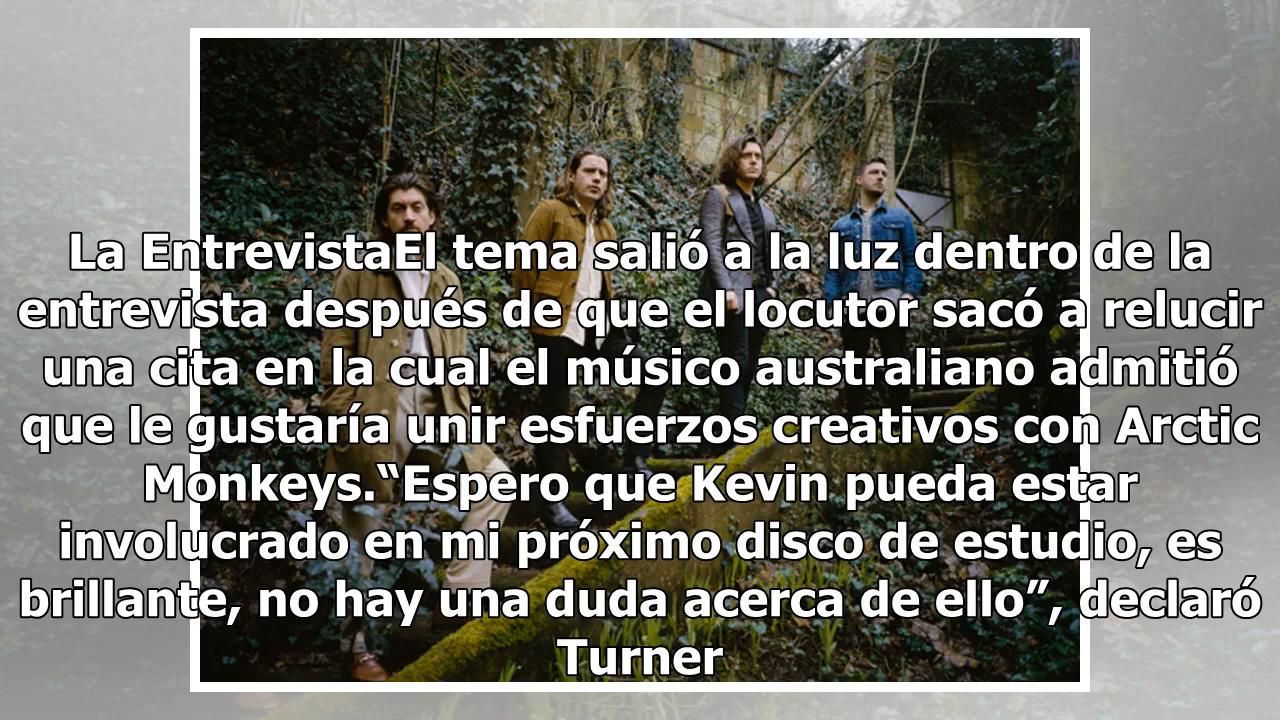 La EntrevistaEl tema salió a la luz dentro de la
entrevista después de que el locutor sacó a relucir
una cita en la cual el músico australiano admitió
que le gustaría unir esfuerzos creativos con Arctic
Monkeys.“Espero que Kevin pueda estar
involucrado en mi próximo disco de estudio, es
brillante, no hay una duda acerca de ello”, declaró
Turner